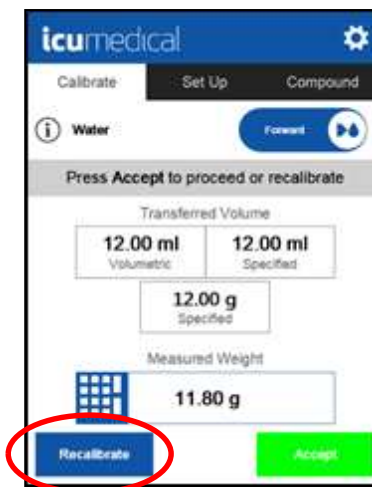 icumedical
Calibrate Set Up Compound
i Water Forward
Press Accept to proceed or recalibrate
Transferred Volume
12.00 ml 12.00 ml
Volumetric Specified
12.00 g
Specified
Measured Weight
11.80 g
Recalibrate Accept